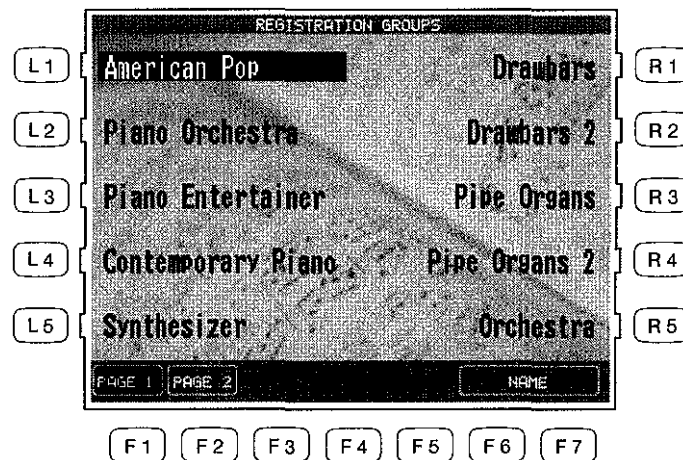 REGISTRATION GROUPS
L1 American Pop Drawbars R1
L2 Piano Orchestra Drawbars 2 R2
L3 Piano Entertainer Pipe Organs R3
L4 Contemporary Piano Pipe Organs 2 R4
L5 Synthesizer Orchestra R5
PAGE 1 PAGE 2 NAME
F1 F2 F3 F4 F5 F6 F7